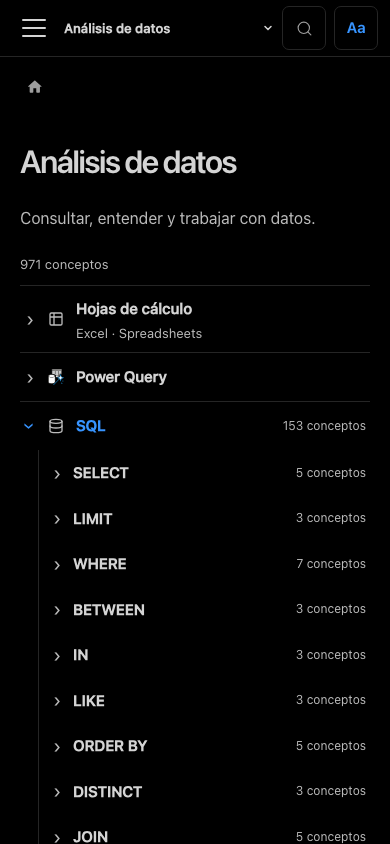 Análisis de datos
Aa
Análisis de datos
Consultar, entender y trabajar con datos.
971 conceptos
Hojas de cálculo
Excel · Spreadsheets
Power Query
SQL 153 conceptos
SELECT 5 conceptos
LIMIT 3 conceptos
WHERE 7 conceptos
BETWEEN 3 conceptos
IN 3 conceptos
LIKE 3 conceptos
ORDER BY 5 conceptos
DISTINCT 3 conceptos
JOIN 5 conceptos